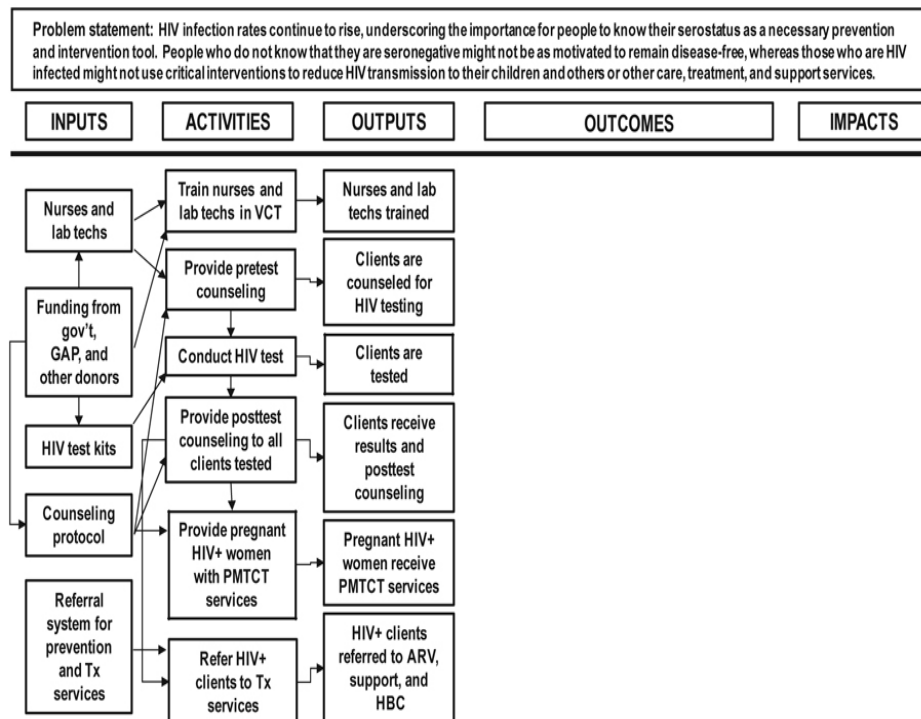 Problem statement: HIV infection rates continue to rise, underscoring the importance for people to know their serostatus as a necessary prevention
and intervention tool. People who do not know that they are seronegative might not be as motivated to remain disease-free, whereas those who are HIV
infected might not use critical interventions to reduce HIV transmission to their children and others or other care, treatment, and support services.
INPUTS
ACTIVITIES
OUTPUTS
OUTCOMES
IMPACTS
Nurses and
lab techs
Funding from
gov't,
GAP, and
other donors
HIV test kits
Counseling
protocol
Referral
system for
prevention
and Tx
services
Train nurses and
lab techs in VCT
Provide pretest
counseling
Conduct HIV test
Provide posttest
counseling to all
clients tested
Provide pregnant
HIV+ women
with PMTCT
services
Refer HIV+
clients to Tx
services
Nurses and lab
techs trained
Clients are
counseled for
HIV testing
Clients are
tested
Clients receive
results and
posttest
counseling
Pregnant HIV+
women receive
PMTCT services
HIV+ clients
referred to ARV,
support, and
HBC